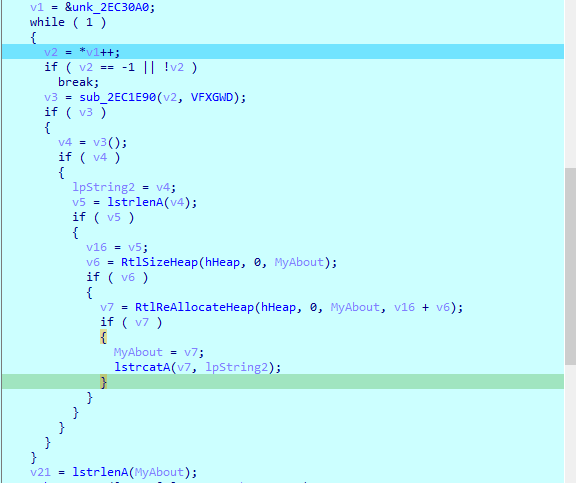 v1 = &unk_2EC30A0;
while ( 1 )
{
v2 = *v1++;
if ( v2 == -1 || !v2 )
break;
v3 = sub_2EC1E90(v2, VFXGWD);
if ( v3 )
{
v4 = v3();
if ( v4 )
{
lpString2 = v4;
v5 = lstrlenA(v4);
if ( v5 )
{
v16 = v5;
v6 = RtlSizeHeap(hHeap, 0, MyAbout);
if ( v6 )
{
v7 = RtlReAllocateHeap(hHeap, 0, MyAbout, v16 + v6);
if ( v7 )
{
MyAbout = v7;
lstrcatA(v7, lpString2);
}
}
}
}
}
}
v21 = lstrlenA(MyAbout);